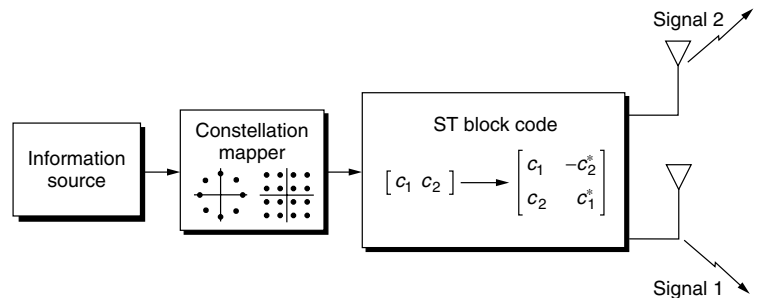 Signal 2
Information
source
Constellation
mapper
ST block code
[c₁ c₂] → [c₁ −c₂*
c₂ c₁*]
Signal 1